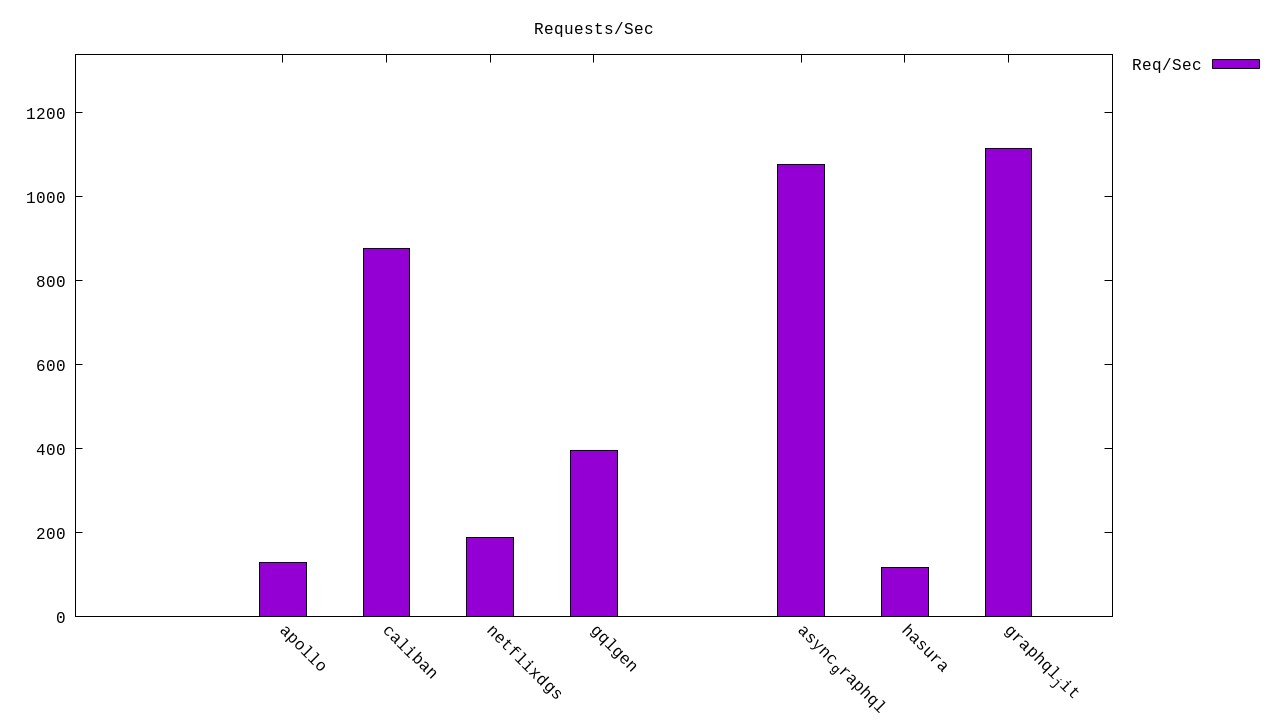 Requests/Sec
Req/Sec
1200
1000
800
600
400
200
0
apollo
caliban
netflixdgs
gqlgen
async_graphql
hasura
graphql_jit